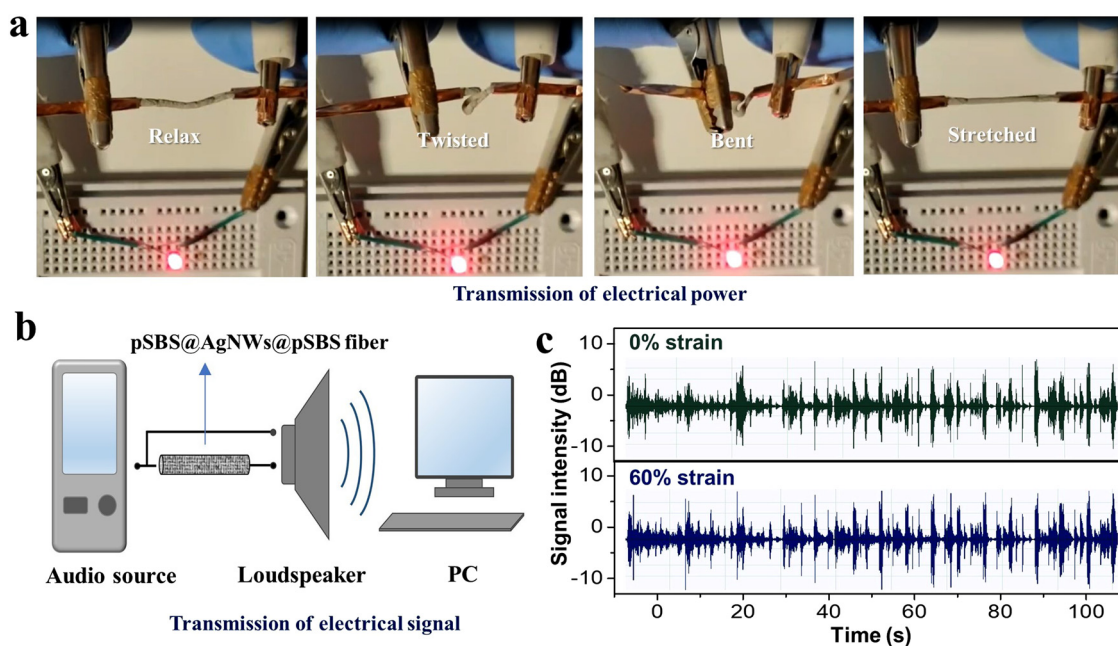 a
Relax
Twisted
Bent
Stretched
Transmission of electrical power
b
pSBS@AgNWs@pSBS fiber
Audio source
Loudspeaker
PC
Transmission of electrical signal
c
0% strain
10
0
-10
60% strain
10
0
-10
Signal intensity (dB)
0 20 40 60 80 100
Time (s)